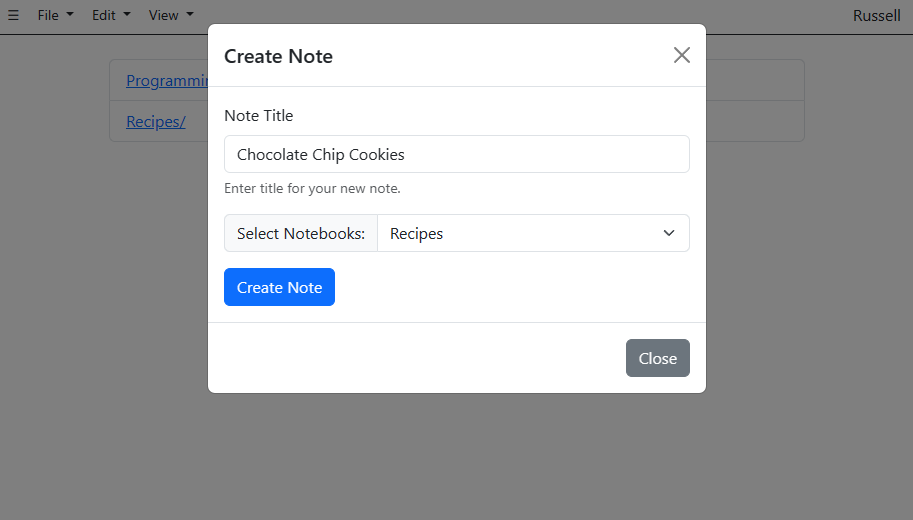 ☰ File Edit View Russell
Create Note
Recipes/
Note Title
Chocolate Chip Cookies
Enter title for your new note.
Select Notebooks: Recipes
Create Note
Close